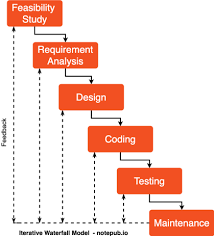 Feasibility
Study
Requirement
Analysis
Design
Coding
Testing
Maintenance
Feedback
Iterative Waterfall Model - notepub.io